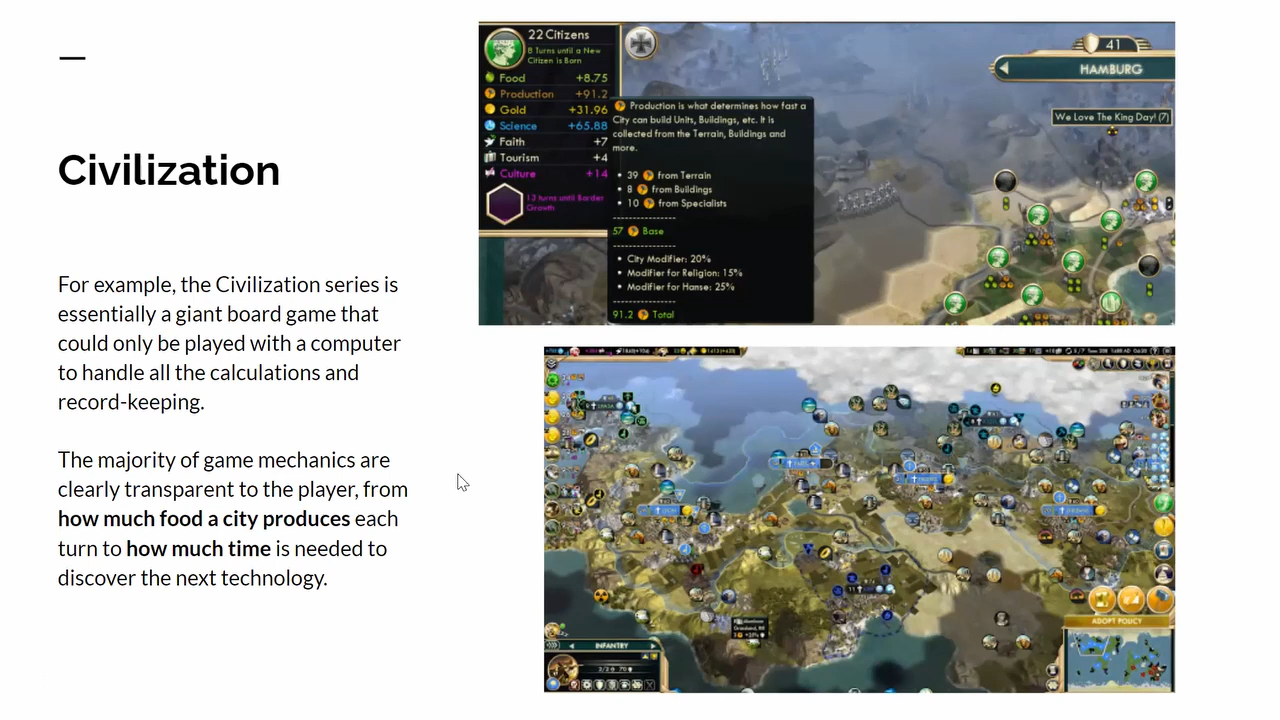 Civilization
For example, the Civilization series is
essentially a giant board game that
could only be played with a computer
to handle all the calculations and
record-keeping.
The majority of game mechanics are
clearly transparent to the player, from
how much food a city produces each
turn to how much time is needed to
discover the next technology.
22 Citizens
8 Turns until a New
Citizen is Born
Food +8.75
Production +91.2
Gold +31.96
Science +65.88
Faith +7
Tourism +4
Culture +14
13 turns until Border
Growth
Production is what determines how fast a
City can build Units, Buildings, etc. It is
collected from the Terrain, Buildings and
more.
• 39 from Terrain
• 8 from Buildings
• 10 from Specialists
----------------
57 Base
----------------
• City Modifier: 20%
• Modifier for Religion: 15%
• Modifier for Hanse: 25%
----------------
91.2 Total
41
HAMBURG
We Love The King Day! (7)
INFANTRY
ADOPT POLICY